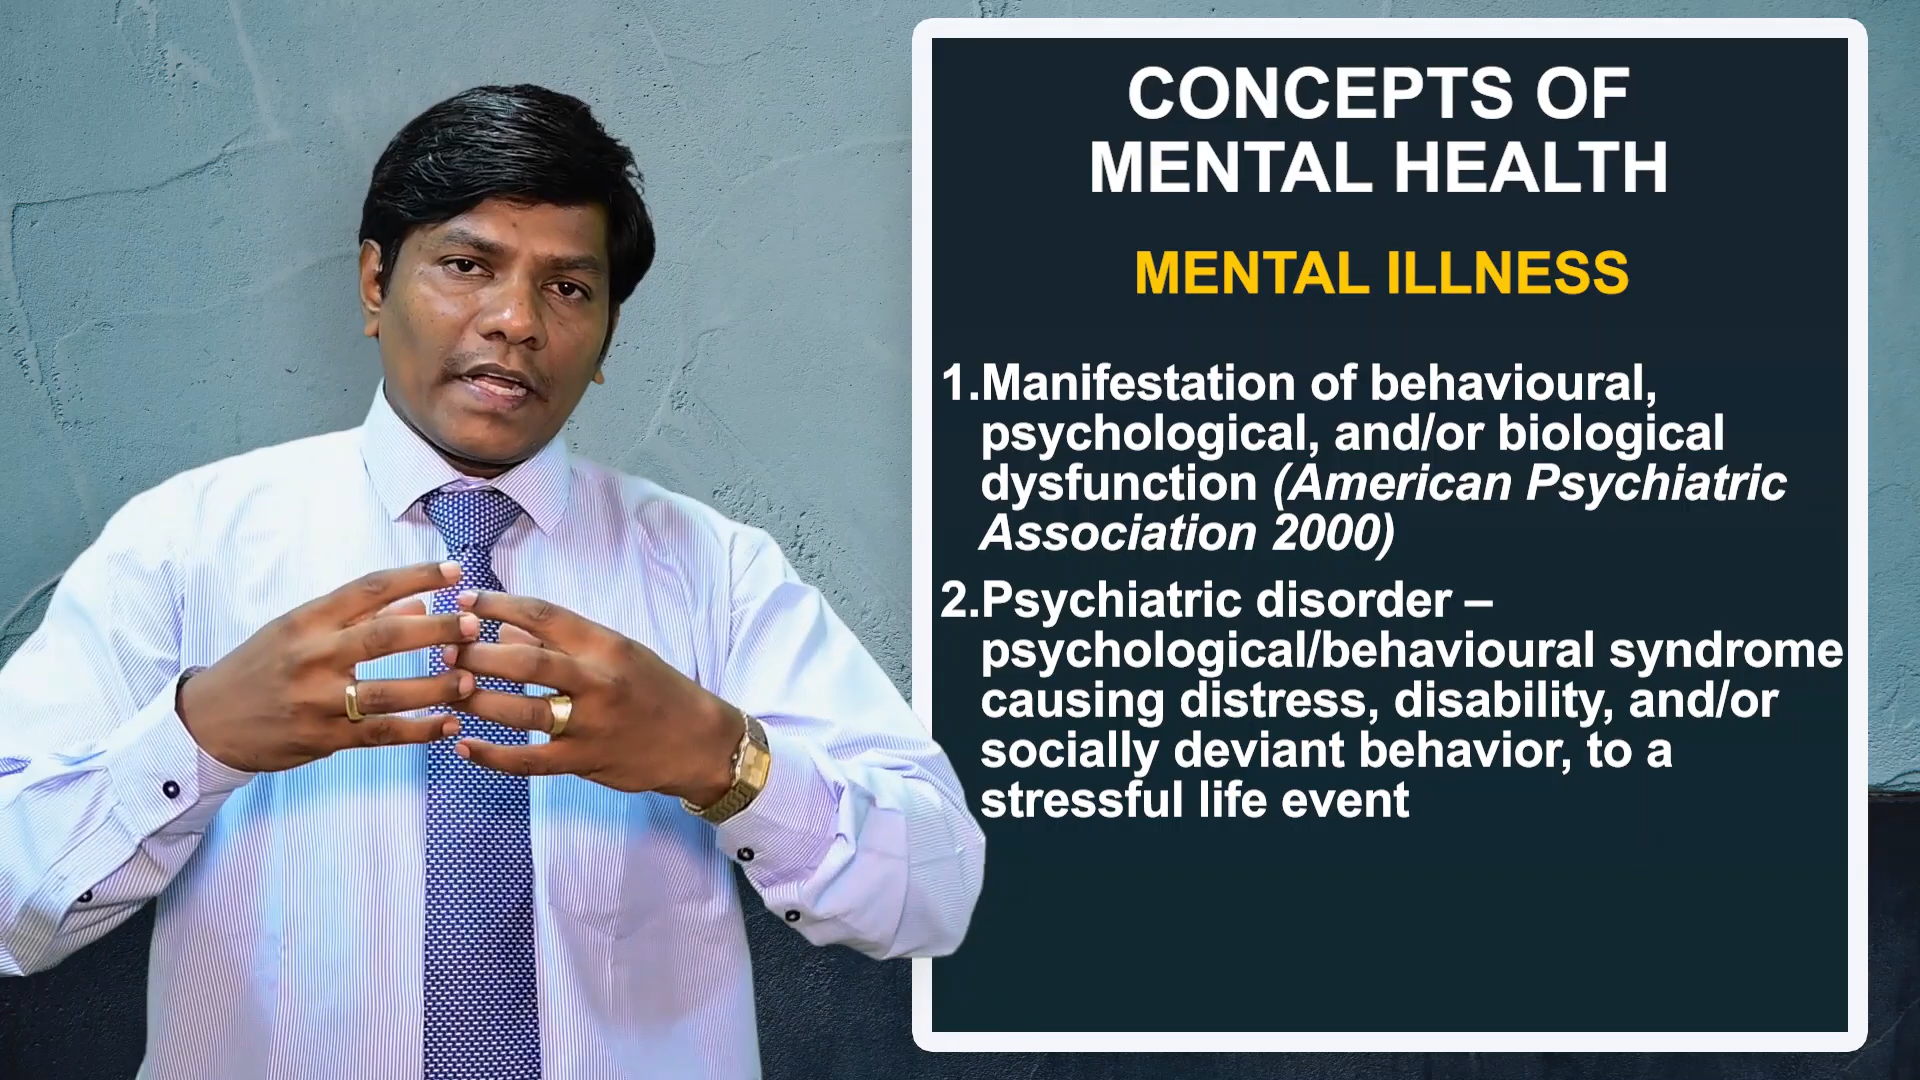 CONCEPTS OF
MENTAL HEALTH
MENTAL ILLNESS
1.Manifestation of behavioural,
psychological, and/or biological
dysfunction (American Psychiatric
Association 2000)
2.Psychiatric disorder –
psychological/behavioural syndrome
causing distress, disability, and/or
socially deviant behavior, to a
stressful life event